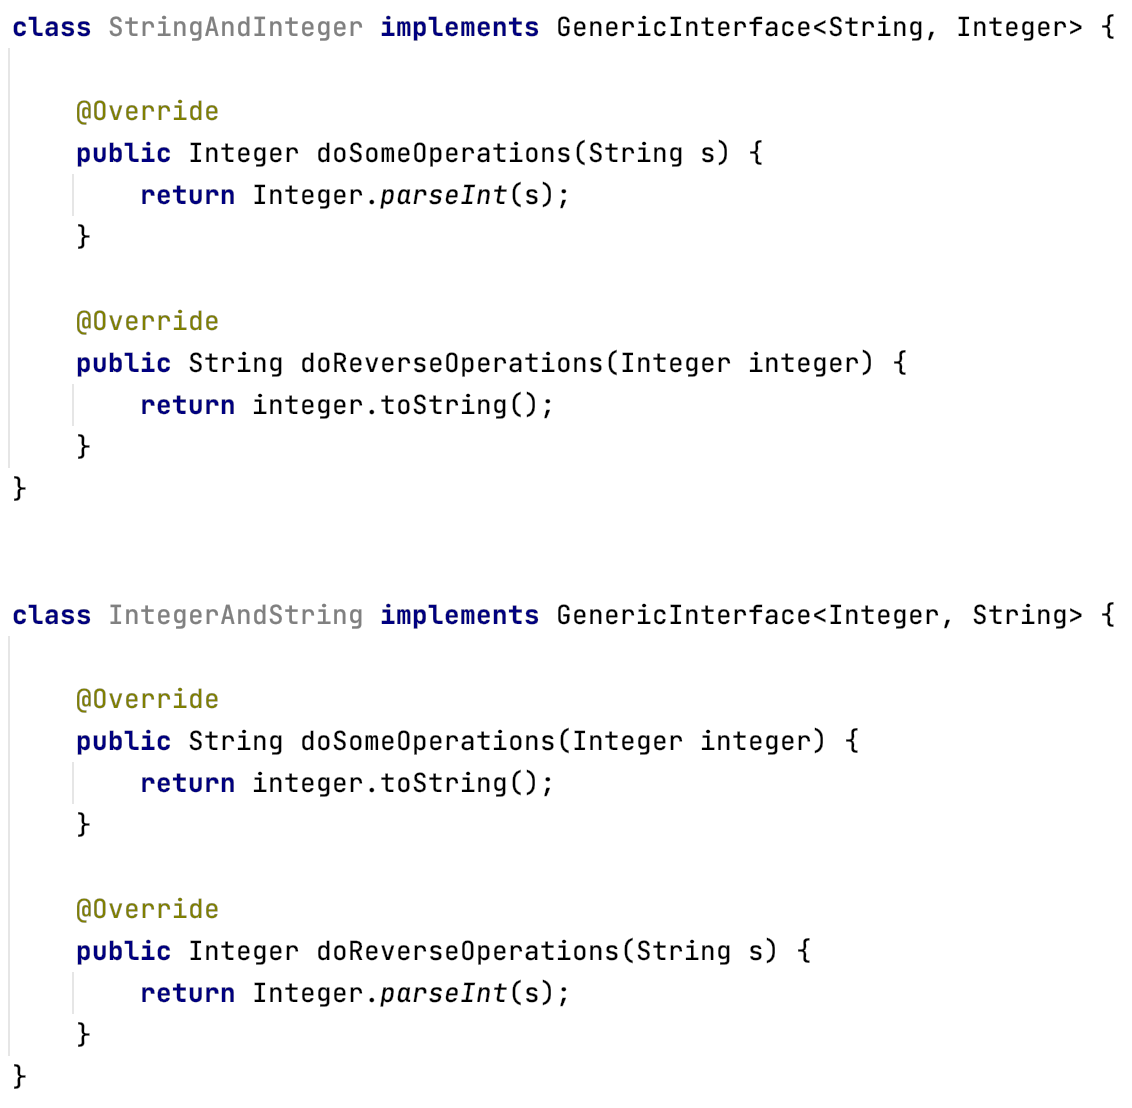 class StringAndInteger implements GenericInterface<String, Integer> {
@Override
public Integer doSomeOperations(String s) {
return Integer.parseInt(s);
}
@Override
public String doReverseOperations(Integer integer) {
return integer.toString();
}
}
class IntegerAndString implements GenericInterface<Integer, String> {
@Override
public String doSomeOperations(Integer integer) {
return integer.toString();
}
@Override
public Integer doReverseOperations(String s) {
return Integer.parseInt(s);
}
}